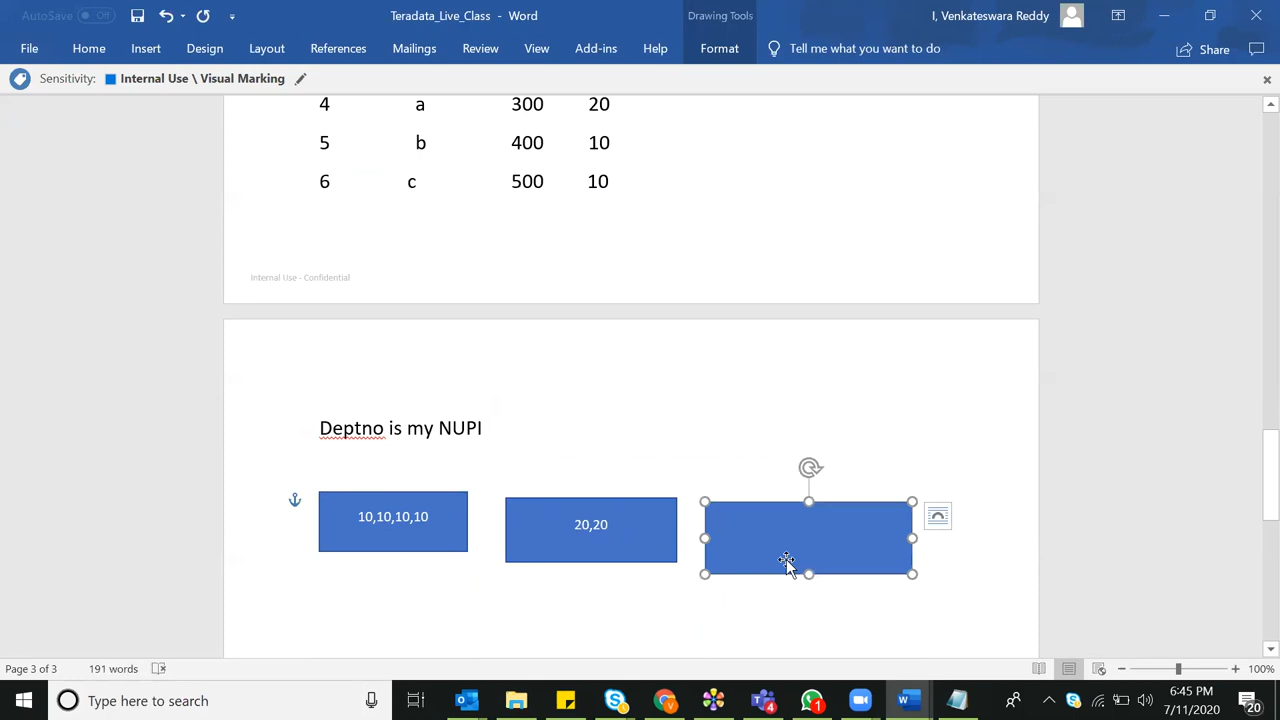 AutoSave Off
Teradata_Live_Class - Word
Drawing Tools
I, Venkateswara Reddy
File Home Insert Design Layout References Mailings Review View Add-ins Help Format Tell me what you want to do Share
Sensitivity: Internal Use \ Visual Marking
4 a 300 20
5 b 400 10
6 c 500 10
Internal Use - Confidential
Deptno is my NUPI
10,10,10,10
20,20
Page 3 of 3 191 words 100%
Type here to search
4
1
6:45 PM
7/11/2020
20